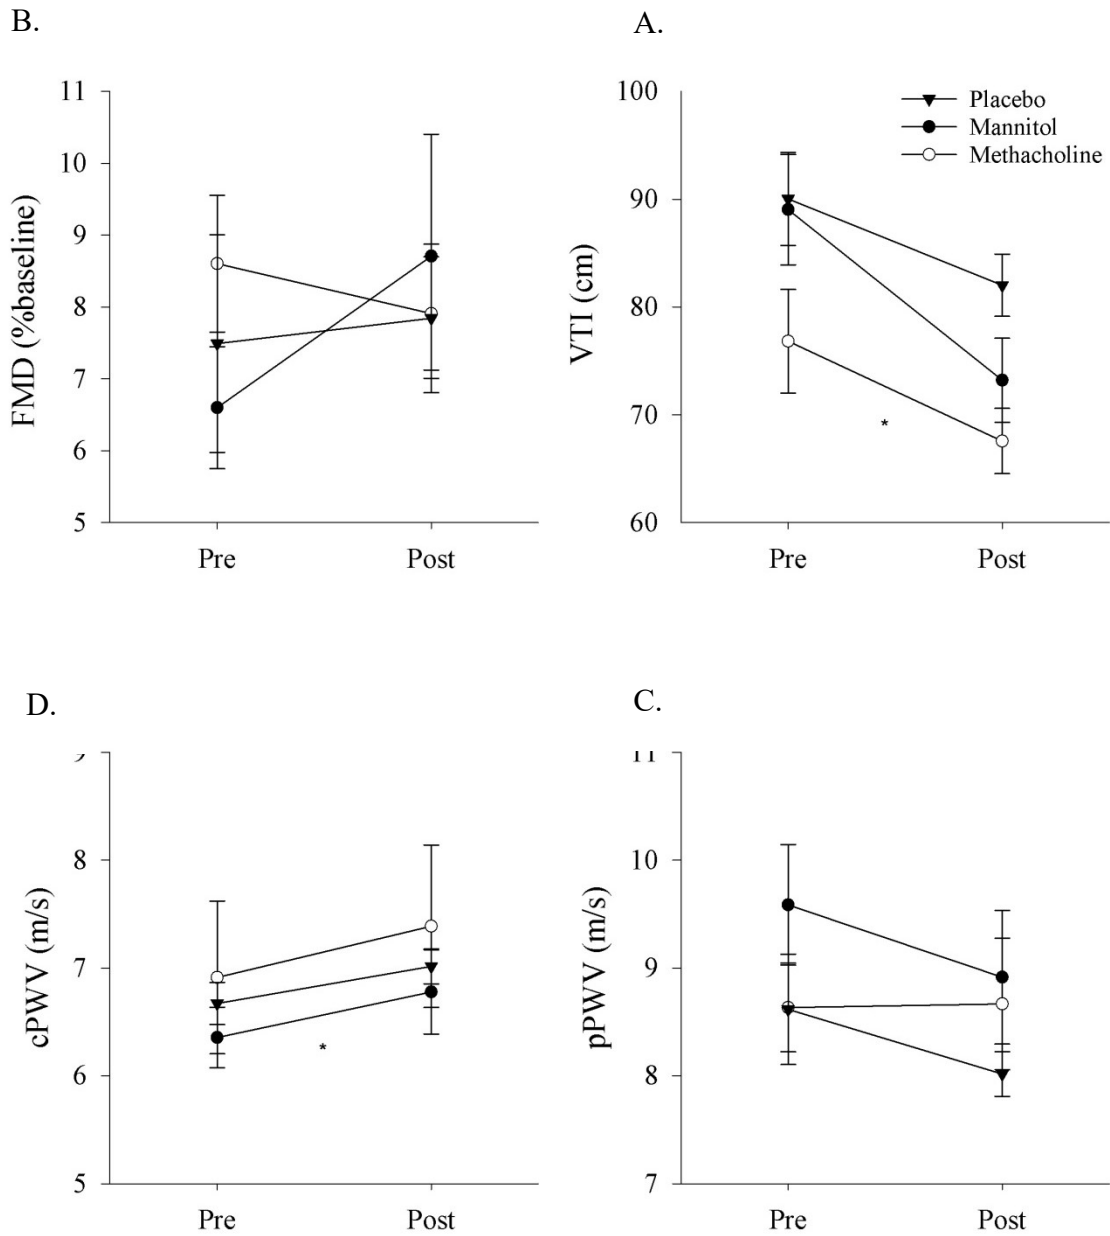 B.
11
10
9
8
7
6
5
FMD (%baseline)
Pre Post
A.
100
90
80
70
60
VTI (cm)
Placebo
Mannitol
Methacholine
*
Pre Post
D.
8
7
6
5
cPWV (m/s)
*
Pre Post
C.
11
10
9
8
7
pPWV (m/s)
Pre Post